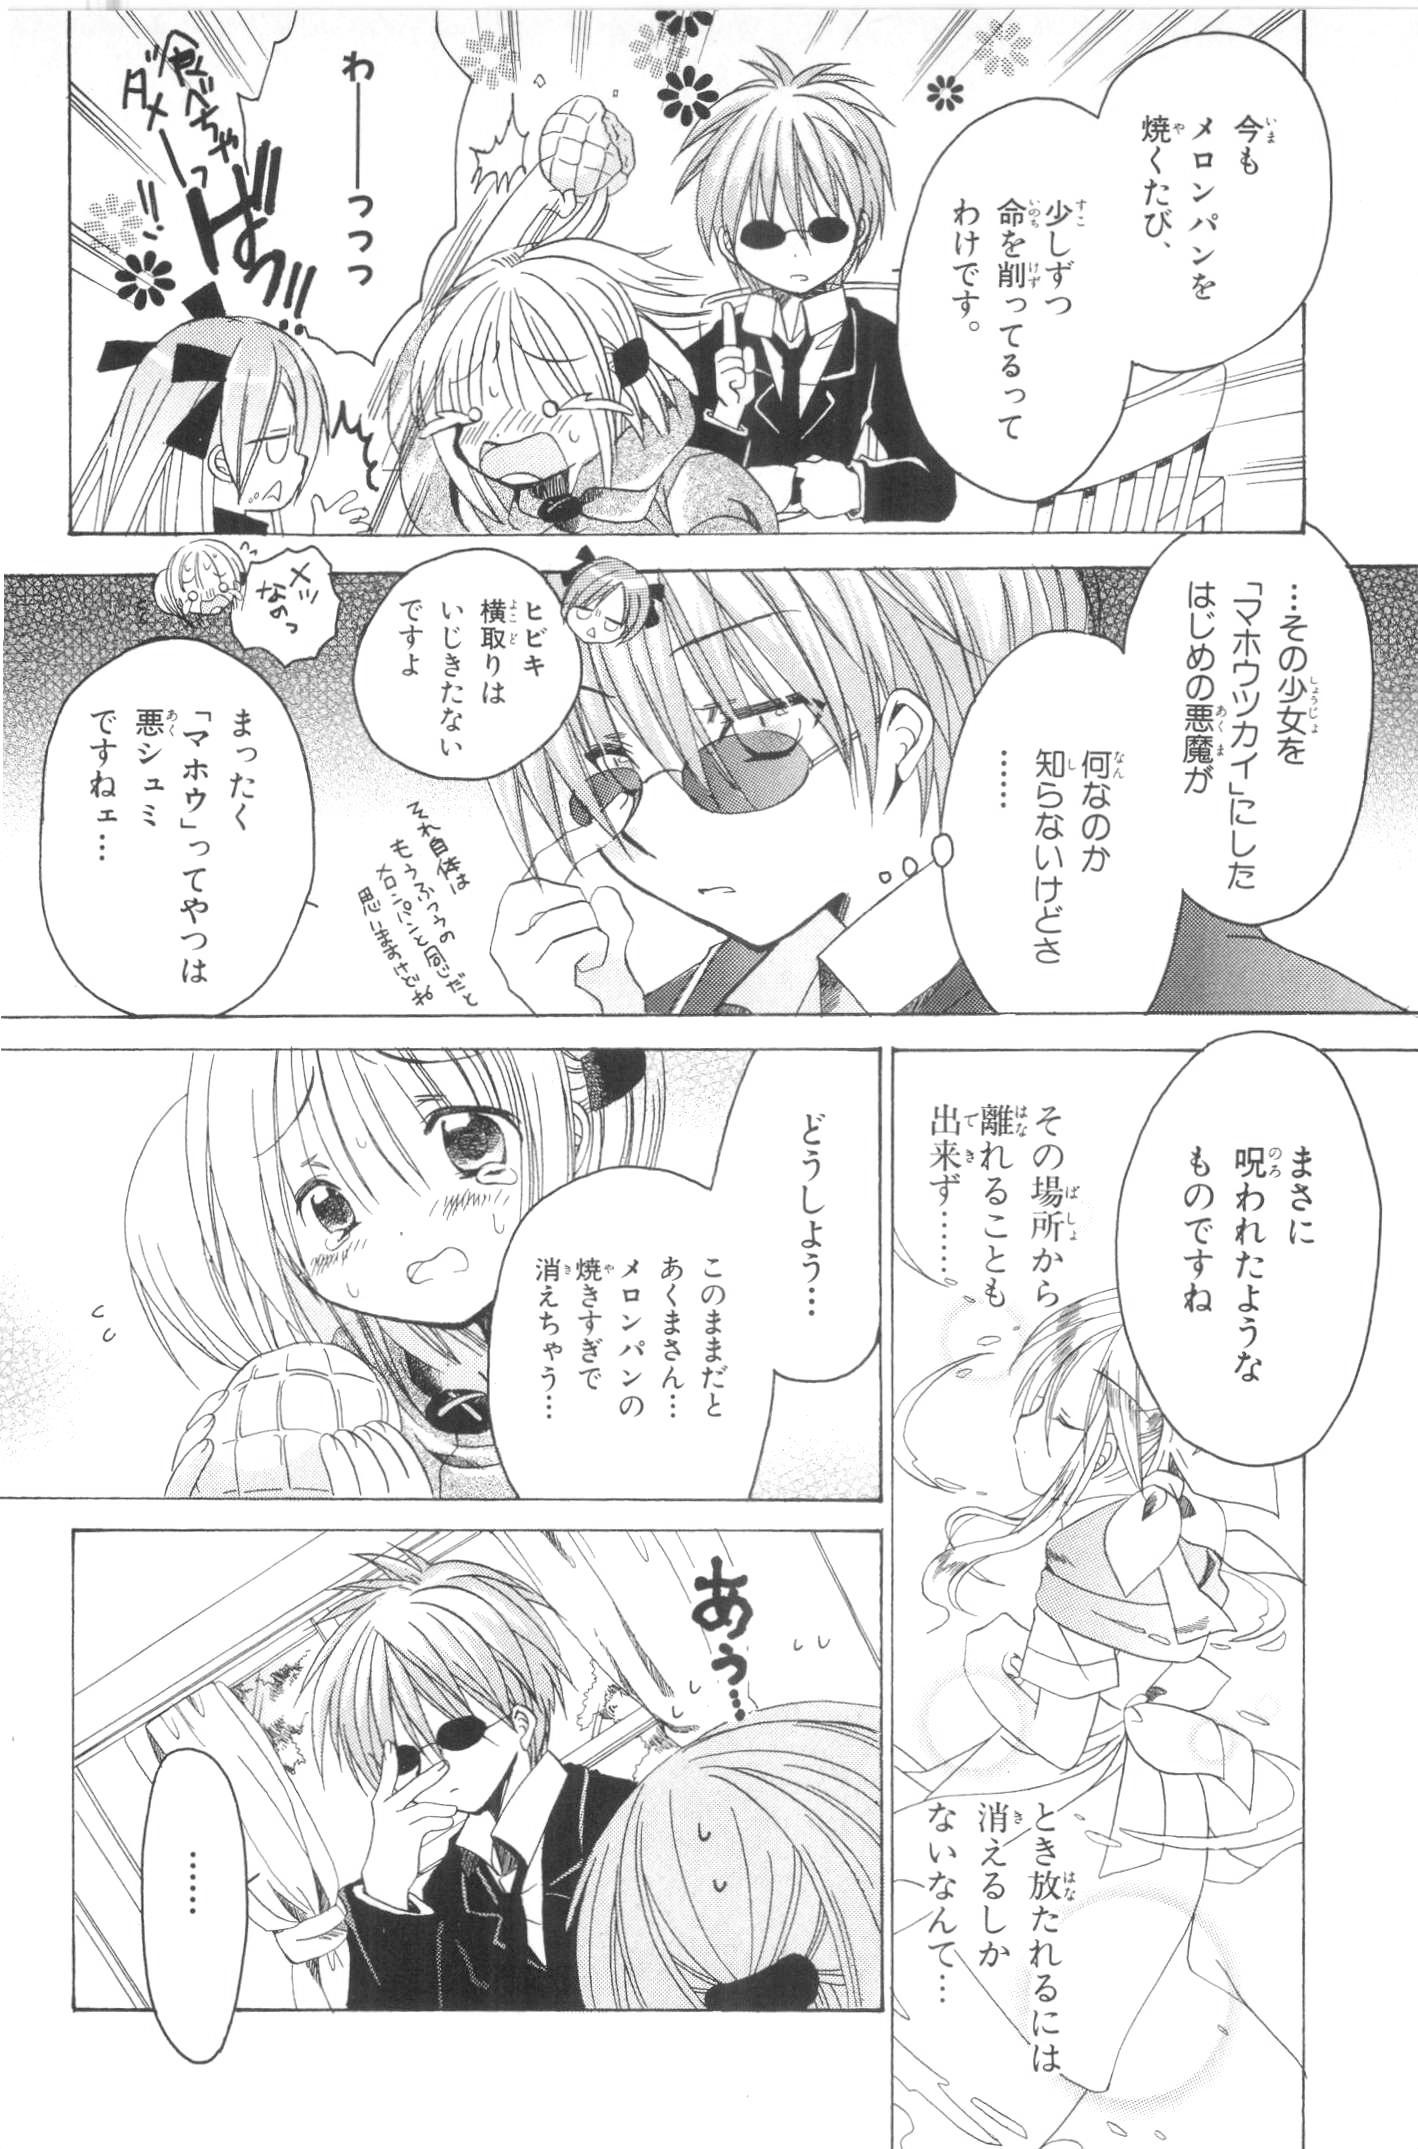 今も
メロンパンを
焼くたび、
少しずつ
命を削ってるって
わけです。
わーーっっっ
食べちゃ
ダメーっ!!
…その少女を
「マホウツカイ」にした
はじめの悪魔が
何なのか
知らないけどさ
……
ヒビキ
横取りは
いじきたない
ですよ
メッ
なのっ
それ自体は
もうふつうの
メロンパンと同じだと
思いますけどね
まったく
「マホウ」ってやつは
悪シュミ
ですねェ…
まさに
呪われたような
ものですね
その場所から
離れることも
出来ず……
とき放たれるには
消えるしか
ないなんて…
どうしよう…
このままだと
あくまさん…
メロンパンの
焼きすぎで
消えちゃう…
あぅ…
……